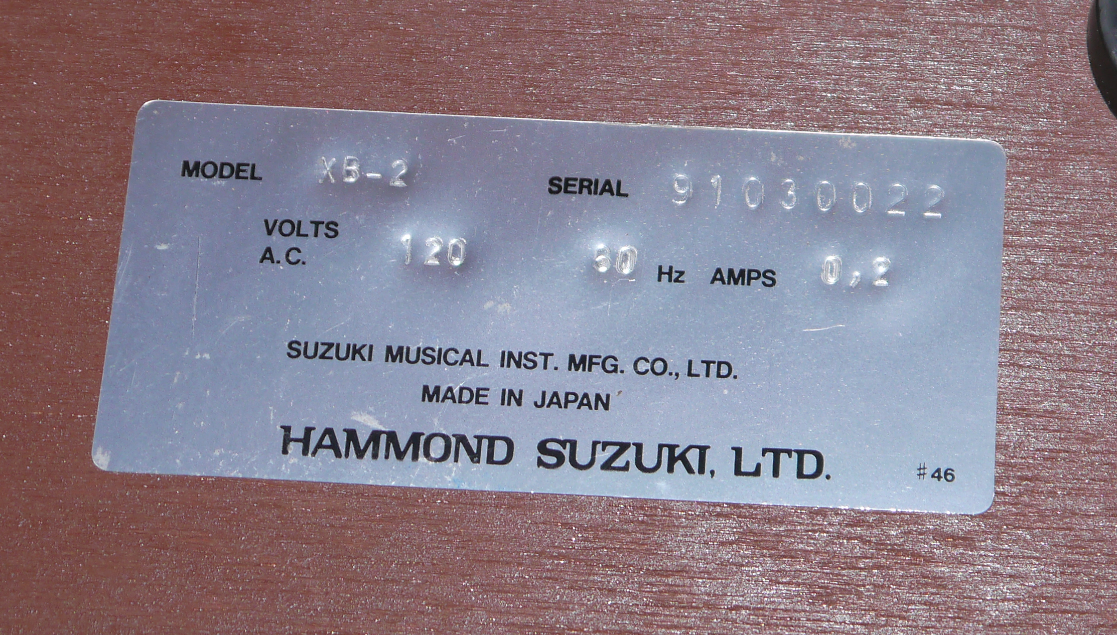 MODEL XB-2 SERIAL 91030022
VOLTS A.C. 120 60 Hz AMPS 0,2
SUZUKI MUSICAL INST. MFG. CO., LTD.
MADE IN JAPAN
HAMMOND SUZUKI, LTD.
#46